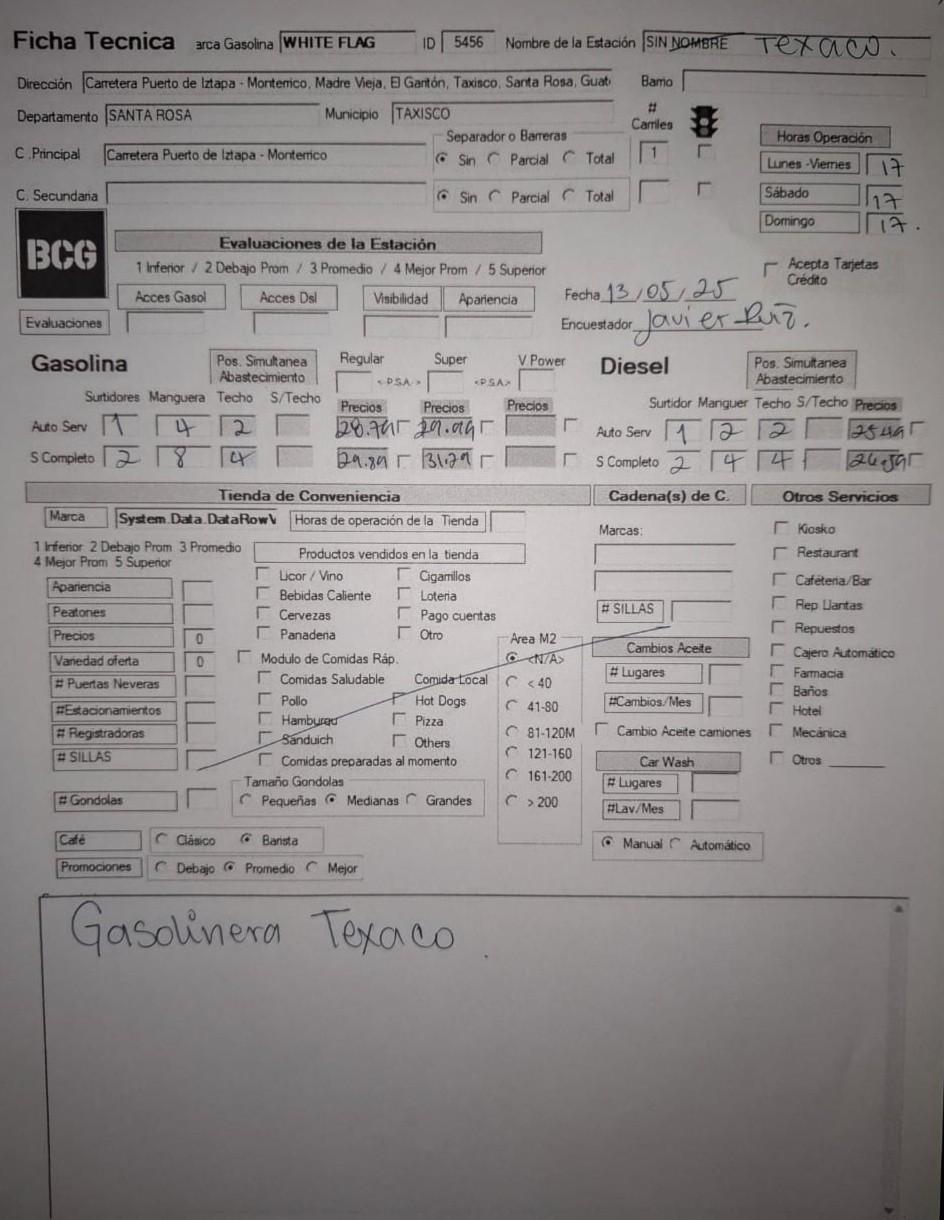 Ficha Tecnica arca Gasolina WHITE FLAG ID 5456 Nombre de la Estación SIN NOMBRE Texaco.
Dirección Carretera Puerto de Iztapa - Monterrico, Madre Vieja, El Garitón, Taxisco, Santa Rosa, Guat Barrio
Departamento SANTA ROSA Municipio TAXISCO # Carriles
Separador o Barreras Horas Operación
C .Principal Carretera Puerto de Iztapa - Monterrico Sin Parcial Total 1 Lunes -Viernes 17
C. Secundaria Sin Parcial Total Sábado 17
Domingo 17.
BCG Evaluaciones de la Estación
1 Inferior / 2 Debajo Prom / 3 Promedio / 4 Mejor Prom / 5 Superior Acepta Tarjetas Crédito
Acces Gasol Acces Dsl Visibilidad Apariencia Fecha 13/05/25
Evaluaciones Encuestador Javier Ruiz.
Gasolina Pos. Simultanea Abastecimiento Regular <-P.S.A.-> Super <-P.S.A.> V Power Diesel Pos. Simultanea Abastecimiento
Surtidores Manguera Techo S/Techo Precios Precios Precios Surtidor Manguer Techo S/Techo Precios
Auto Serv 1 4 2 28.79 29.99 Auto Serv 1 2 2 25.49
S Completo 2 8 4 29.89 31.29 S Completo 2 4 4 26.59
Tienda de Conveniencia Cadena(s) de C. Otros Servicios
Marca System.Data.DataRowV Horas de operación de la Tienda Marcas: Kiosko
1 Inferior 2 Debajo Prom 3 Promedio
4 Mejor Prom 5 Superior Productos vendidos en la tienda Restaurant
Apariencia Licor / Vino Cigarrillos Cafétería/Bar
Peatones Bebidas Caliente Loteria # SILLAS Rep Llantas
Precios 0 Cervezas Pago cuentas Repuestos
Panaderia Otro Area M2 Cambios Aceite Cajero Automático
Variedad oferta 0 Modulo de Comidas Ráp. <N/A> # Lugares Farmacia
# Puertas Neveras Comidas Saludable Comida Local < 40 Baños
#Estacionamientos Pollo Hot Dogs 41-80 #Cambios/Mes Hotel
# Registradoras Hamburgu Pizza 81-120M Cambio Aceite camiones Mecánica
# SILLAS Sanduich Others 121-160 Car Wash Otros
Comidas preparadas al momento 161-200 # Lugares
Tamaño Gondolas
# Gondolas Pequeñas Medianas Grandes > 200 #Lav/Mes
Café Clásico Barista Manual Automático
Promociones Debajo Promedio Mejor
Gasolinera Texaco.